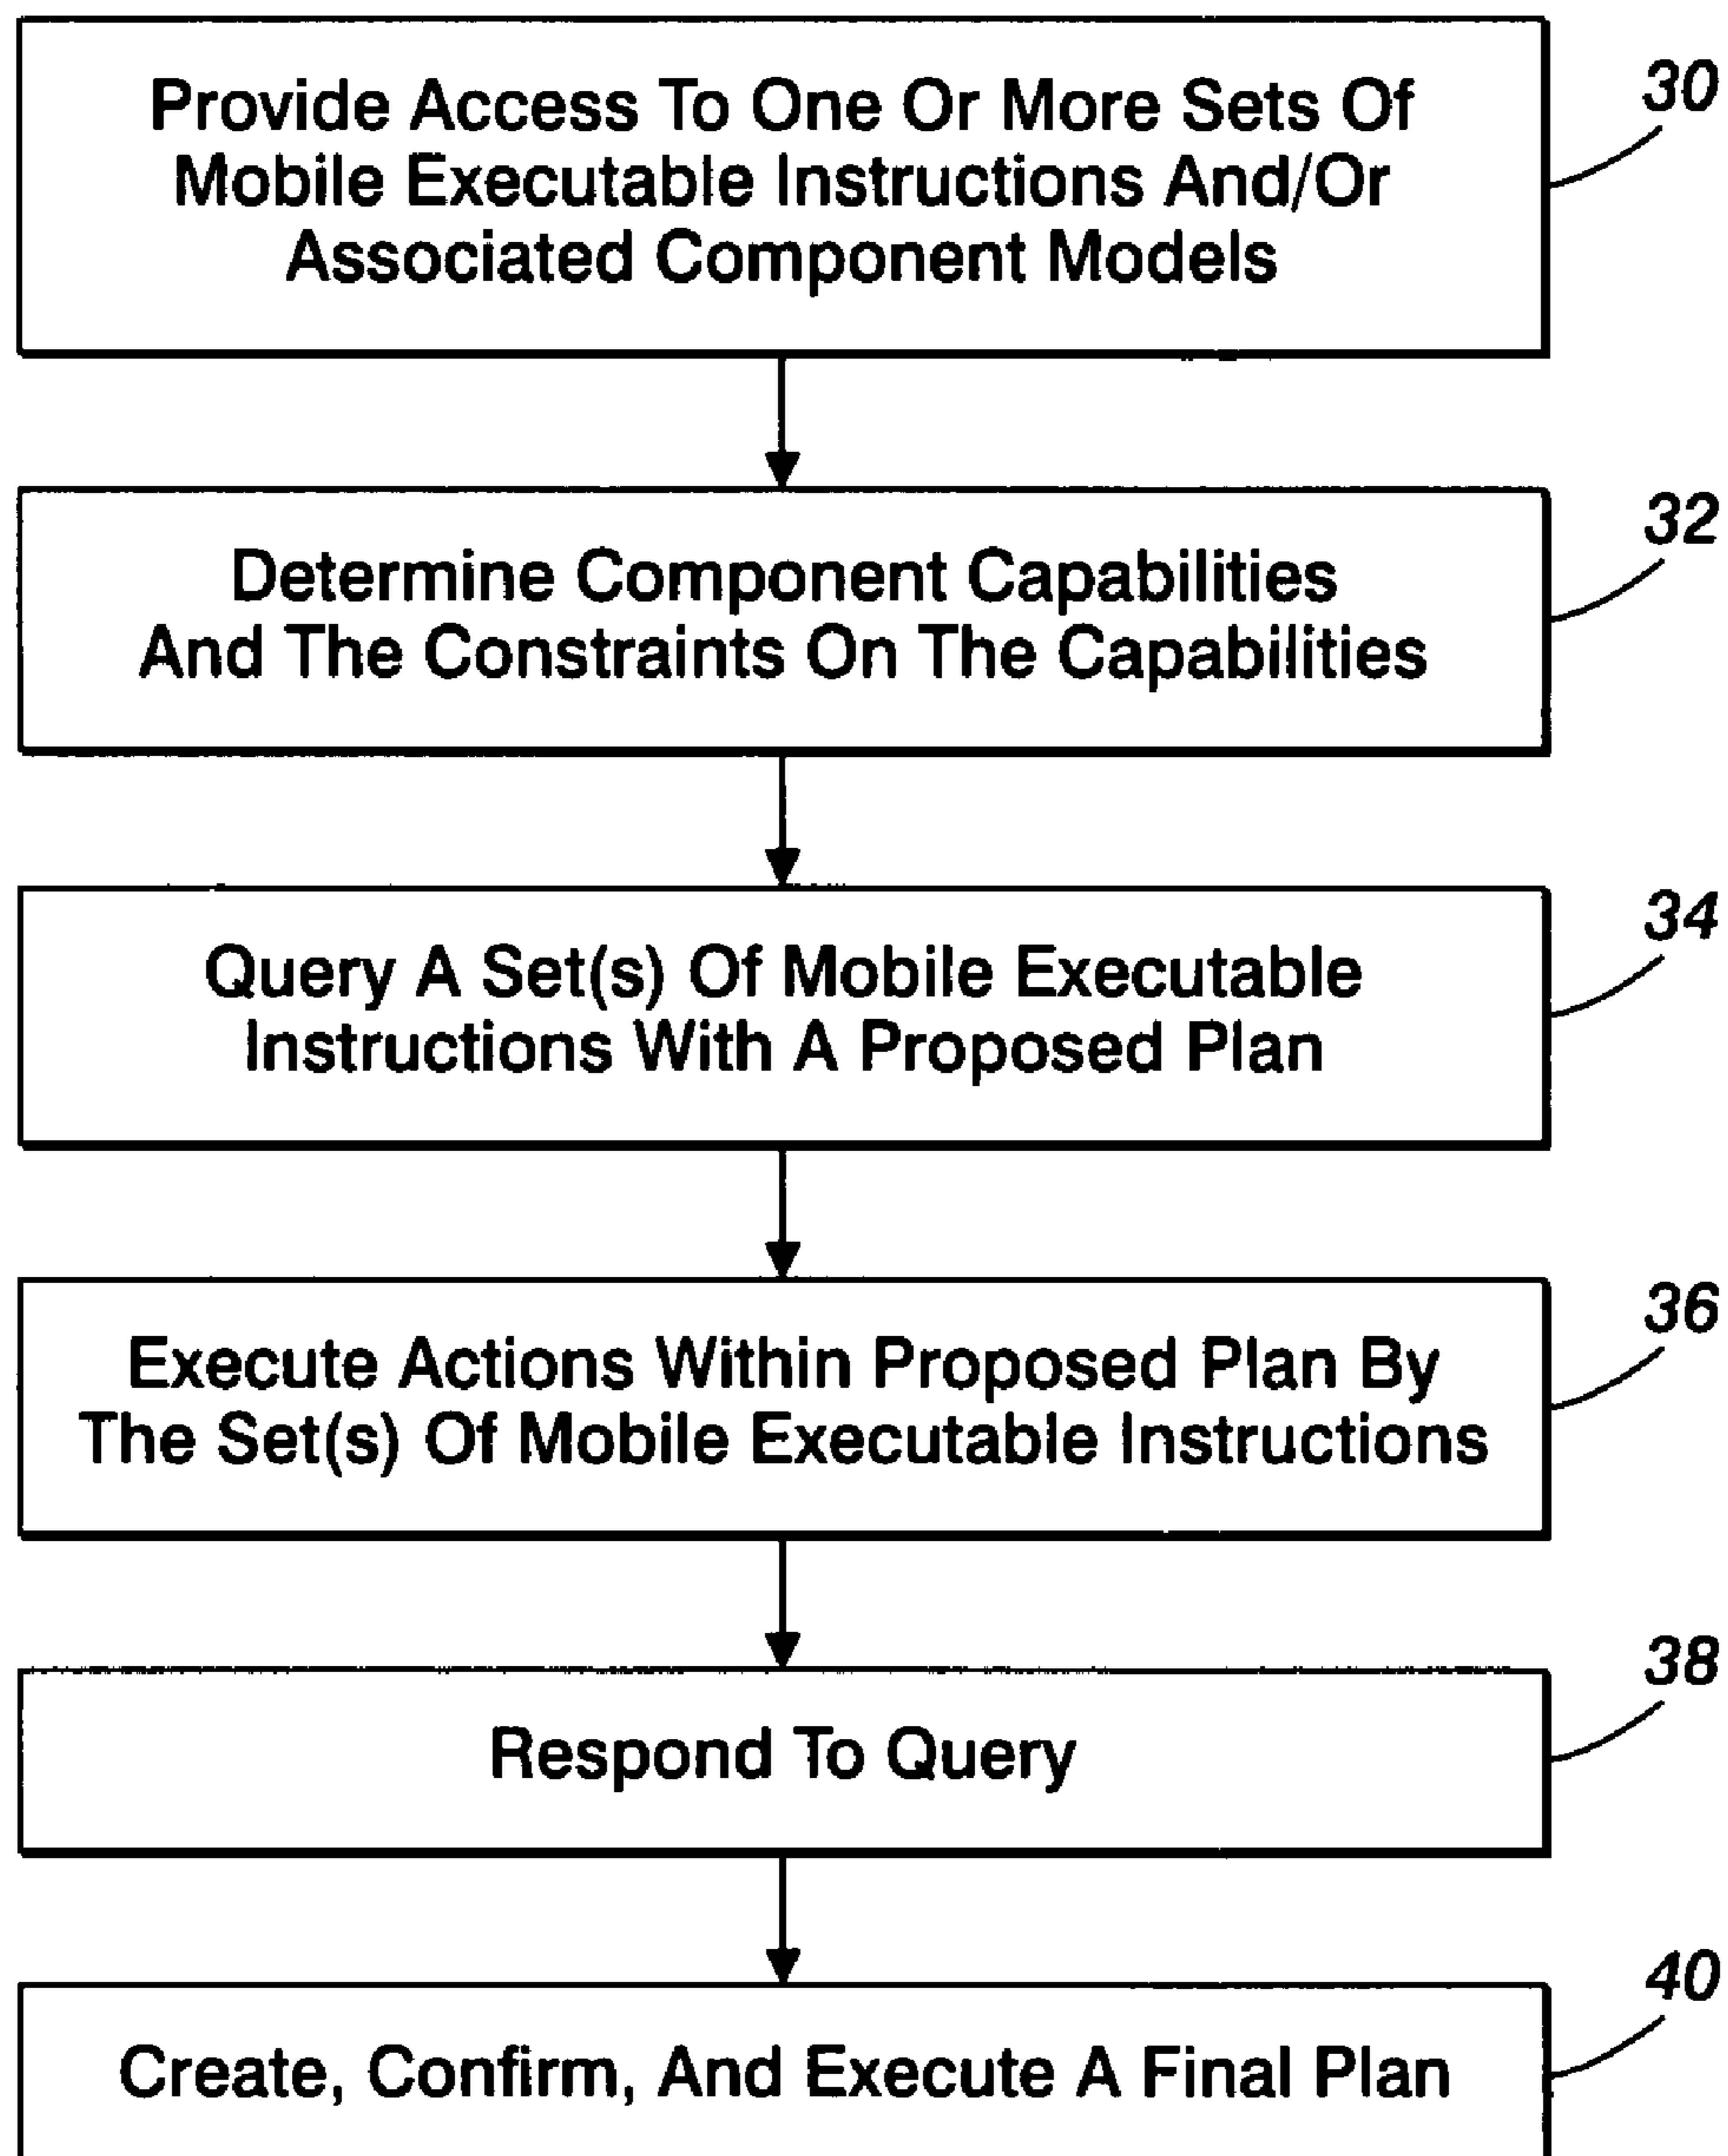 Provide Access To One Or More Sets Of
Mobile Executable Instructions And/Or
Associated Component Models
30
Determine Component Capabilities
And The Constraints On The Capabilities
32
Query A Set(s) Of Mobile Executable
Instructions With A Proposed Plan
34
Execute Actions Within Proposed Plan By
The Set(s) Of Mobile Executable Instructions
36
Respond To Query
38
Create, Confirm, And Execute A Final Plan
40